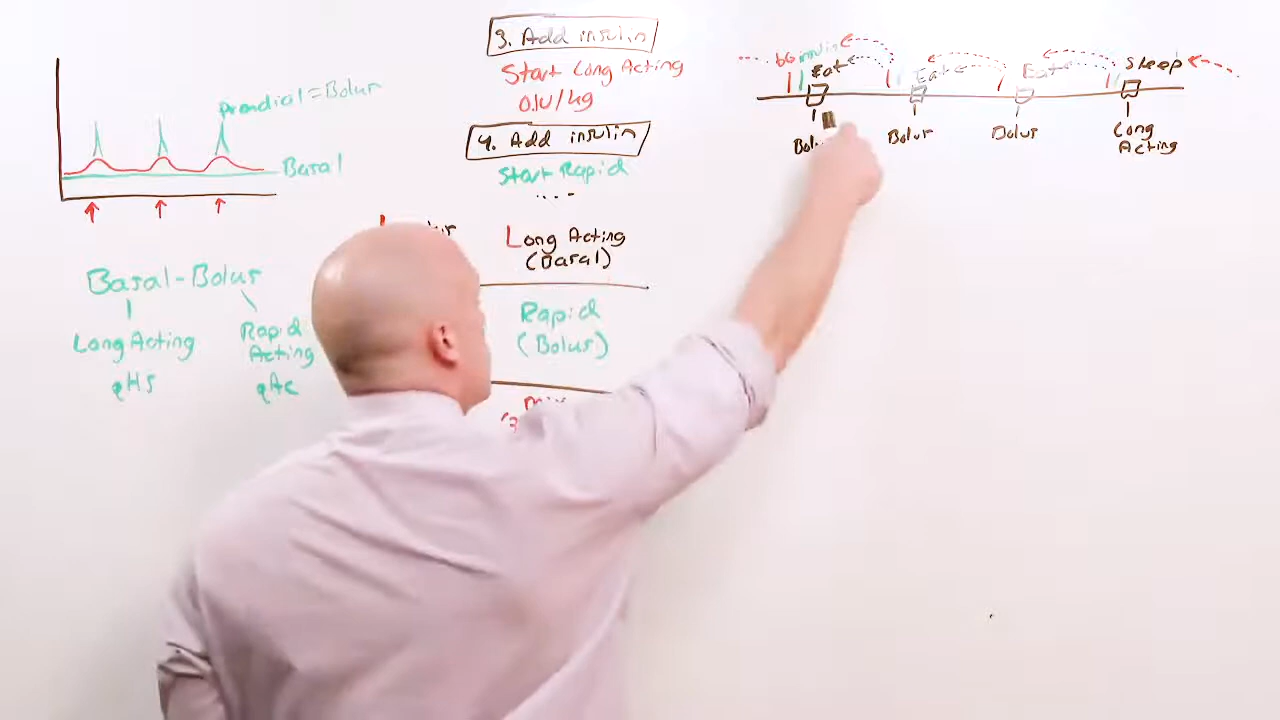 3. Add insulin
Start Long Acting
0.1u/kg
4. Add insulin
Start Rapid
....
Long Acting
(Basal)
Rapid
(Bolus)
Prandial = Bolus
Basal
Basal-Bolus
Long Acting
qHS
Rapid
Acting
qAc
bG insulin
Eat
Eat
Eat
Sleep
Bolus
Bolus
Long
Acting